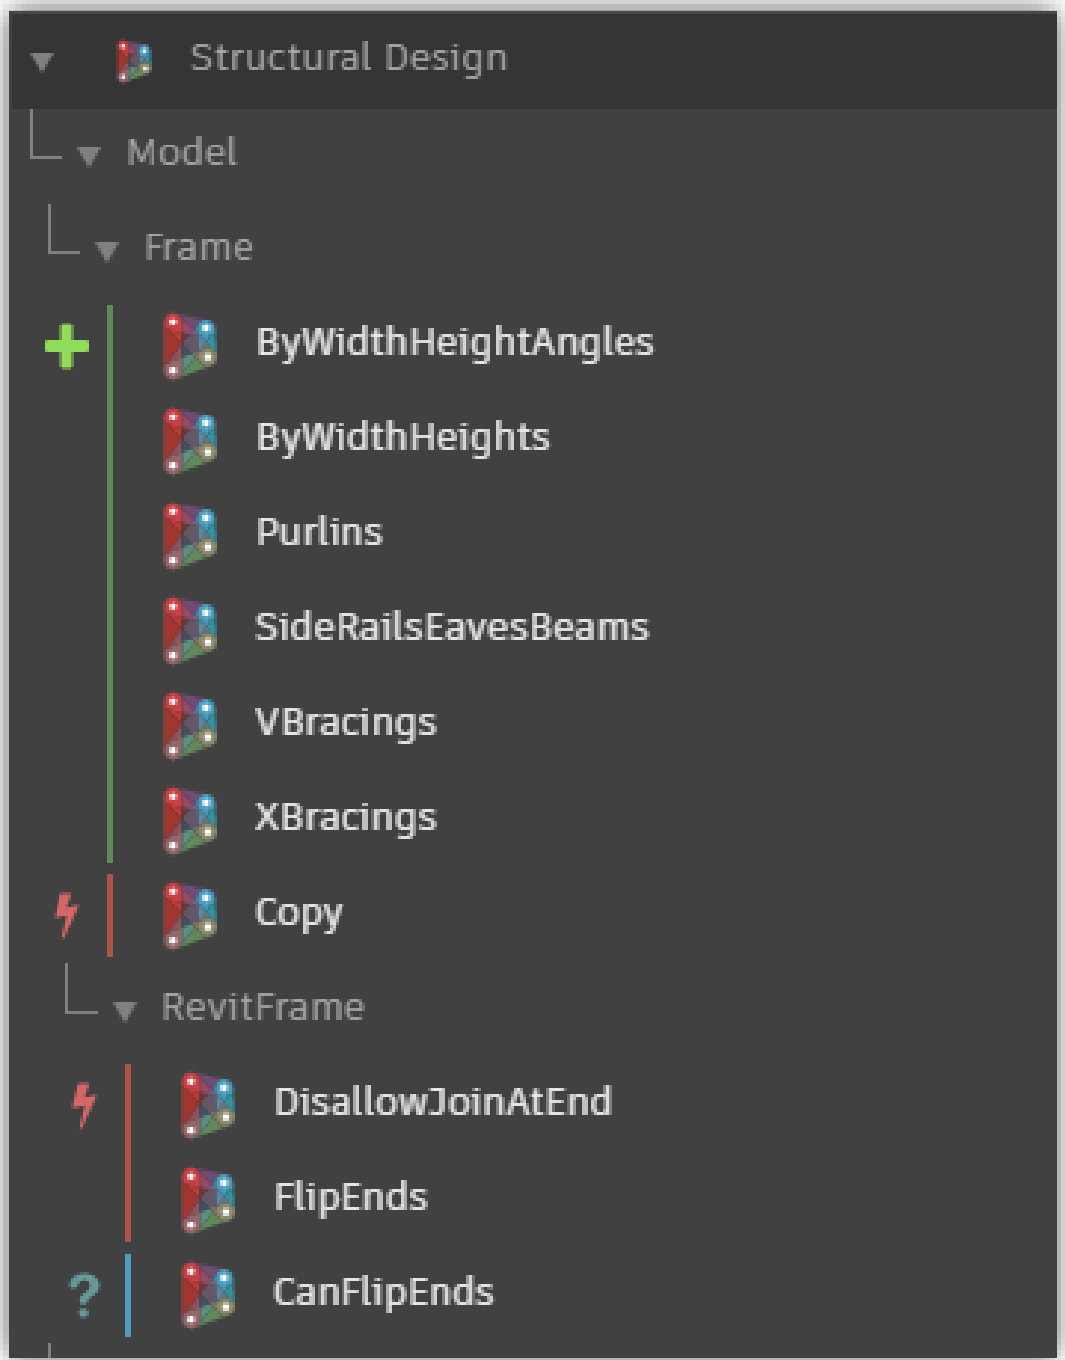 Structural Design
Model
Frame
ByWidthHeightAngles
ByWidthHeights
Purlins
SideRailsEavesBeams
VBracings
XBracings
Copy
RevitFrame
DisallowJoinAtEnd
FlipEnds
?
CanFlipEnds